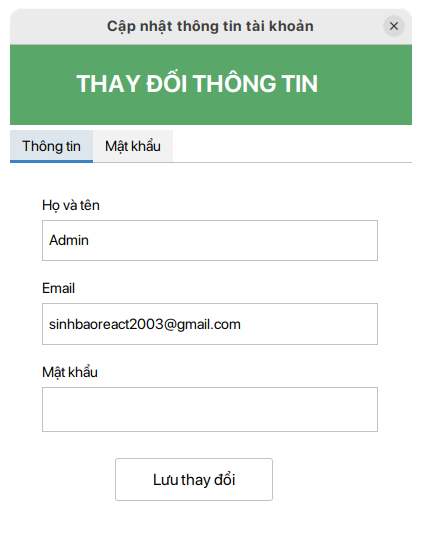 Cập nhật thông tin tài khoản
THAY ĐỔI THÔNG TIN
Thông tin
Mật khẩu
Họ và tên
Admin
Email
sinhbaoreact2003@gmail.com
Mật khẩu
Lưu thay đổi